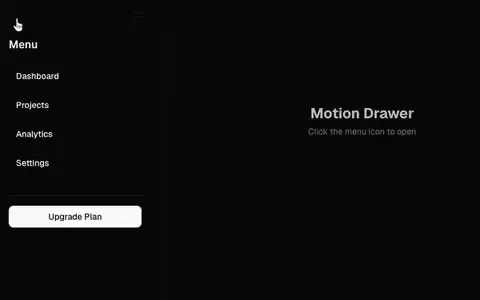 Menu
Dashboard
Projects
Analytics
Settings
Upgrade Plan
Motion Drawer
Click the menu icon to open